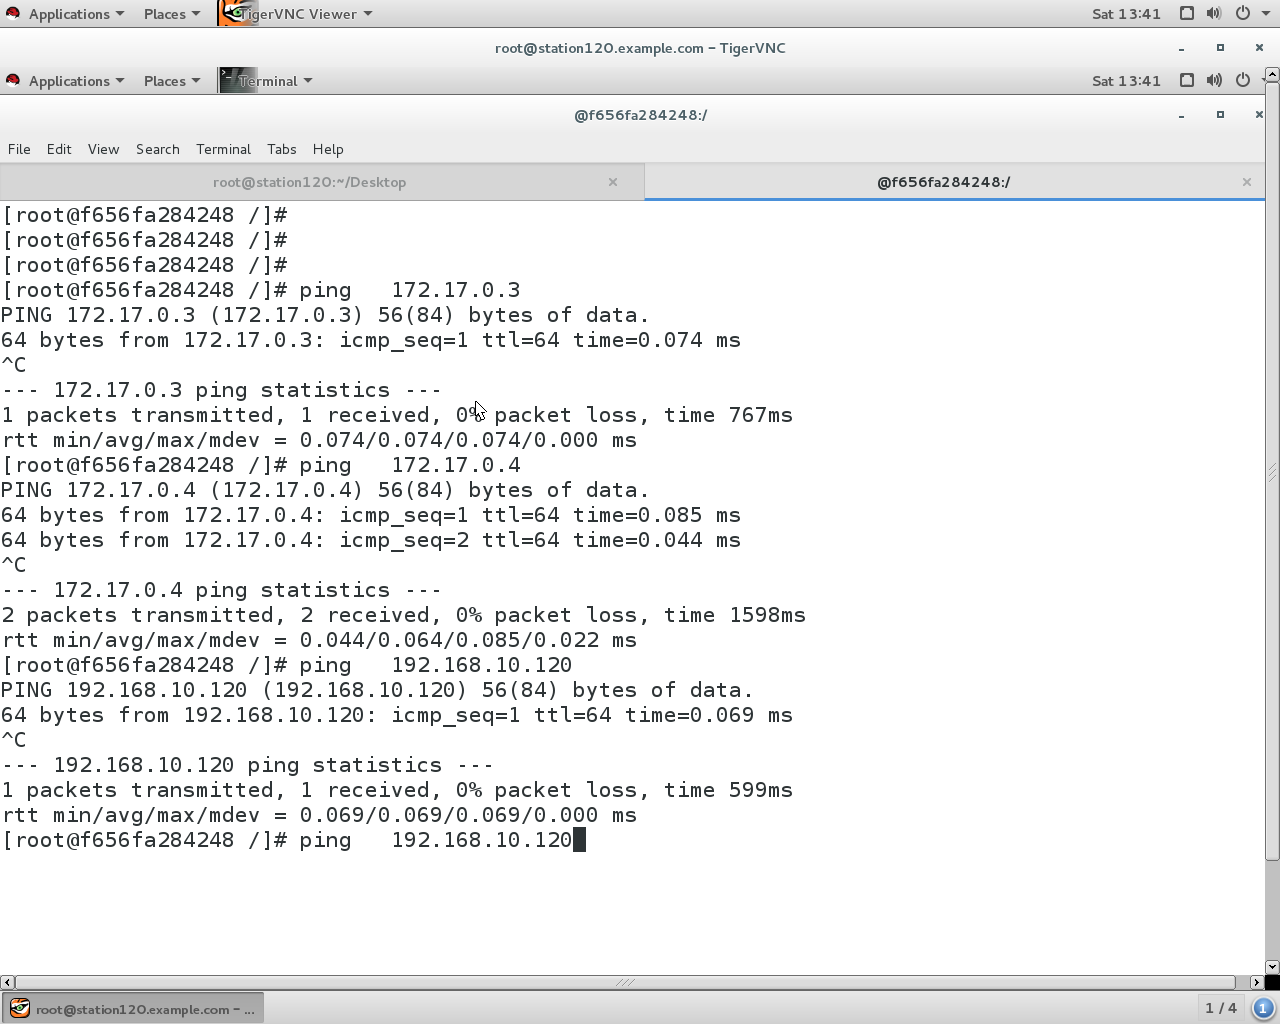 Applications Places TigerVNC Viewer Sat 13:41
root@station120.example.com - TigerVNC
Applications Places Terminal Sat 13:41
@f656fa284248:/
File Edit View Search Terminal Tabs Help
root@station120:~/Desktop @f656fa284248:/
[root@f656fa284248 /]#
[root@f656fa284248 /]#
[root@f656fa284248 /]#
[root@f656fa284248 /]# ping   172.17.0.3
PING 172.17.0.3 (172.17.0.3) 56(84) bytes of data.
64 bytes from 172.17.0.3: icmp_seq=1 ttl=64 time=0.074 ms
^C
--- 172.17.0.3 ping statistics ---
1 packets transmitted, 1 received, 0% packet loss, time 767ms
rtt min/avg/max/mdev = 0.074/0.074/0.074/0.000 ms
[root@f656fa284248 /]# ping   172.17.0.4
PING 172.17.0.4 (172.17.0.4) 56(84) bytes of data.
64 bytes from 172.17.0.4: icmp_seq=1 ttl=64 time=0.085 ms
64 bytes from 172.17.0.4: icmp_seq=2 ttl=64 time=0.044 ms
^C
--- 172.17.0.4 ping statistics ---
2 packets transmitted, 2 received, 0% packet loss, time 1598ms
rtt min/avg/max/mdev = 0.044/0.064/0.085/0.022 ms
[root@f656fa284248 /]# ping   192.168.10.120
PING 192.168.10.120 (192.168.10.120) 56(84) bytes of data.
64 bytes from 192.168.10.120: icmp_seq=1 ttl=64 time=0.069 ms
^C
--- 192.168.10.120 ping statistics ---
1 packets transmitted, 1 received, 0% packet loss, time 599ms
rtt min/avg/max/mdev = 0.069/0.069/0.069/0.000 ms
[root@f656fa284248 /]# ping   192.168.10.120
root@station120.example.com - ... 1 / 4 1